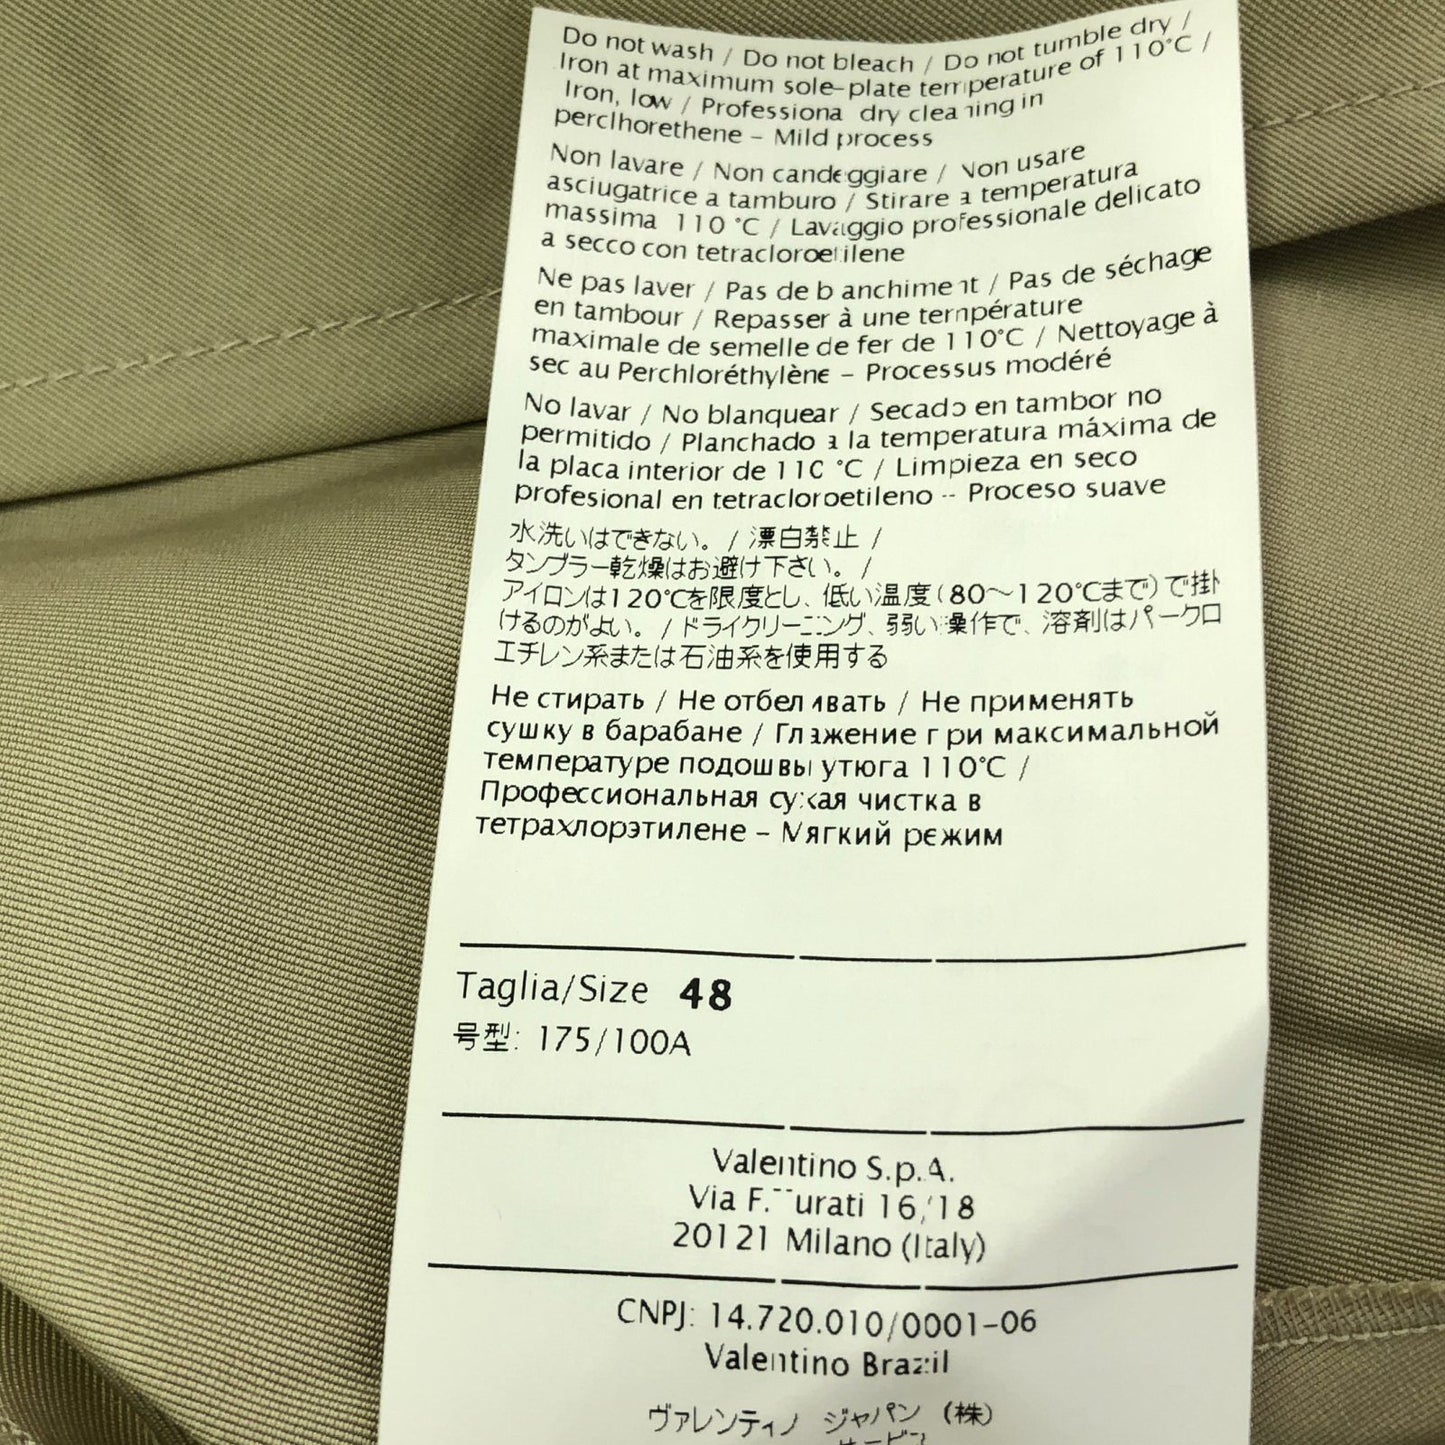 Do not wash / Do not bleach / Do not tumble dry /
Iron at maximum sole-plate temperature of 110°C /
Iron, low / Professional dry cleaning in
perclhorethene - Mild process
Non lavare / Non candeggiare / Non usare
asciugatrice a tamburo / Stirare a temperatura
massima 110 °C / Lavaggio professionale delicato
a secco con tetracloroetilene
Ne pas laver / Pas de blanchiment / Pas de séchage
en tambour / Repasser à une température
maximale de semelle de fer de 110°C / Nettoyage à
sec au Perchloréthylène - Processus modéré
No lavar / No blanquear / Secado en tambor no
permitido / Planchado a la temperatura máxima de
la placa interior de 110 °C / Limpieza en seco
profesional en tetracloroetileno - Proceso suave
水洗いはできない。/ 漂白禁止 /
タンブラー乾燥はお避け下さい。/
アイロンは120℃を限度とし、低い温度(80～120℃まで)で掛
けるのがよい。/ ドライクリーニング、弱い操作で、溶剤はパークロ
エチレン系または石油系を使用する
Не стирать / Не отбеливать / Не применять
сушку в барабане / Глажение при максимальной
температуре подошвы утюга 110°C /
Профессиональная сухая чистка в
тетрахлорэтилене - Мягкий режим
Taglia/Size 48
号型: 175/100A
Valentino S.p.A.
Via F. Turati 16/18
20121 Milano (Italy)
CNPJ: 14.720.010/0001-06
Valentino Brazil
ヴァレンティノ ジャパン (株)